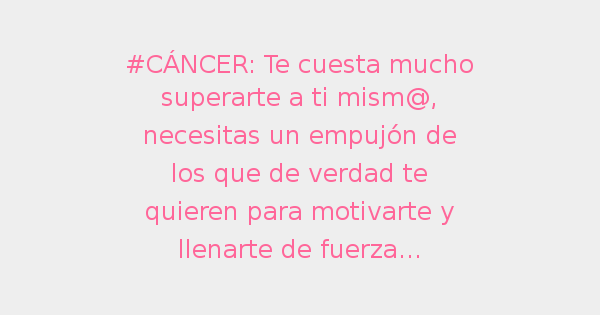 #CÁNCER: Te cuesta mucho
superarte a ti mism@,
necesitas un empujón de
los que de verdad te
quieren para motivarte y
llenarte de fuerza...